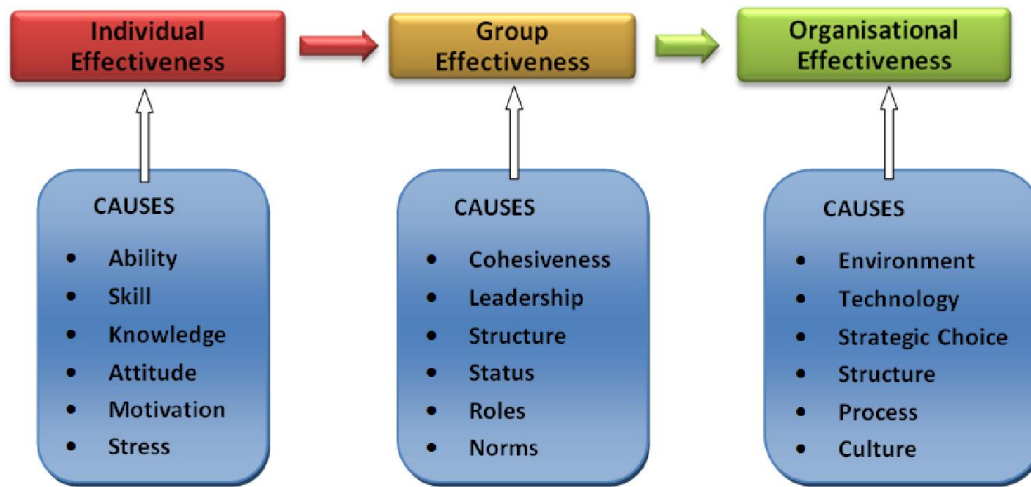 Individual
Effectiveness
Group
Effectiveness
Organisational
Effectiveness
CAUSES
• Ability
• Skill
• Knowledge
• Attitude
• Motivation
• Stress
CAUSES
• Cohesiveness
• Leadership
• Structure
• Status
• Roles
• Norms
CAUSES
• Environment
• Technology
• Strategic Choice
• Structure
• Process
• Culture